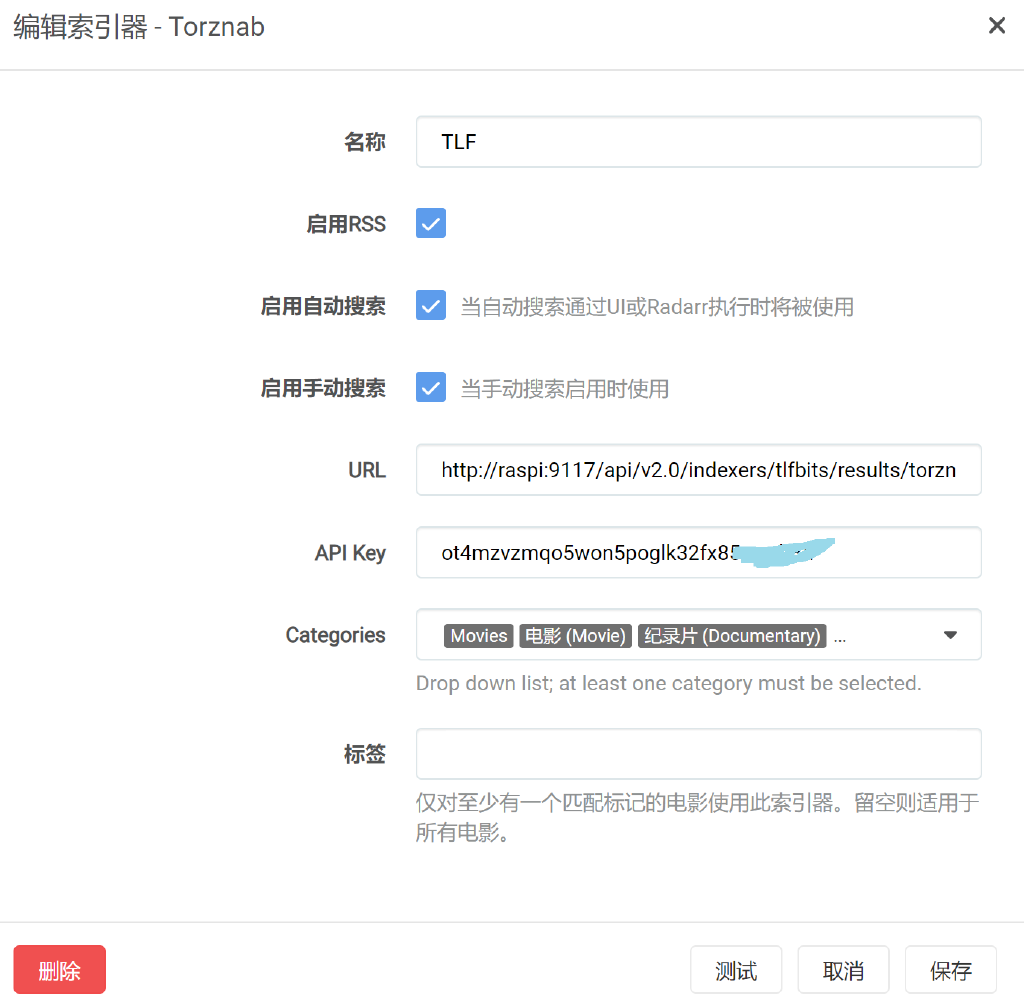 编辑索引器 - Torznab
名称 TLF
启用RSS
启用自动搜索 当自动搜索通过UI或Radarr执行时将被使用
启用手动搜索 当手动搜索启用时使用
URL http://raspi:9117/api/v2.0/indexers/tlfbits/results/torzn
API Key
Categories Movies 电影 (Movie) 纪录片 (Documentary) ...
Drop down list; at least one category must be selected.
标签
仅对至少有一个匹配标记的电影使用此索引器。留空则适用于
所有电影。
删除 测试 取消 保存